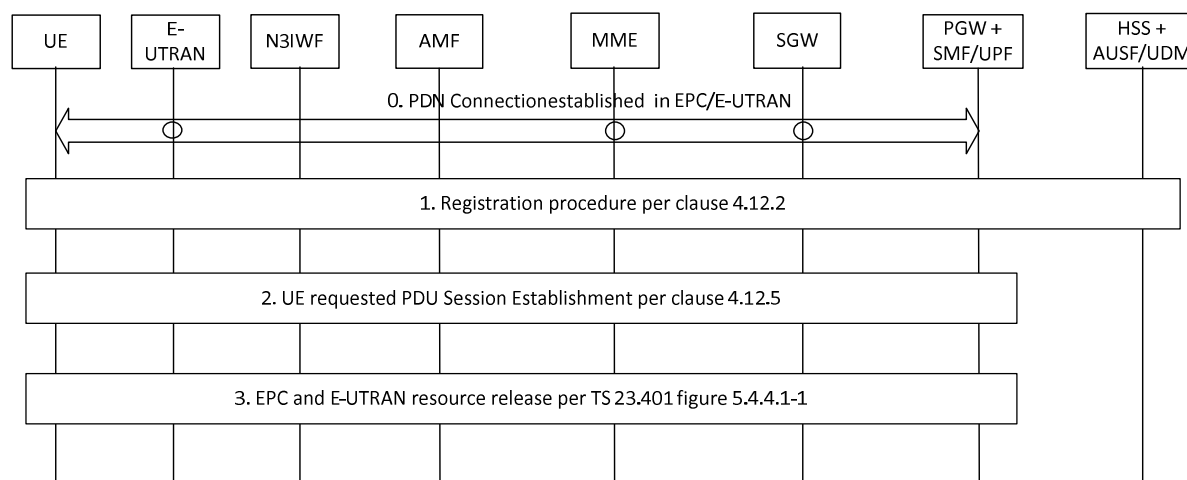 UE
E-
UTRAN
N3IWF
AMF
MME
SGW
PGW +
SMF/UPF
HSS +
AUSF/UDM
0. PDN Connectionestablished in EPC/E-UTRAN
1. Registration procedure per clause 4.12.2
2. UE requested PDU Session Establishment per clause 4.12.5
3. EPC and E-UTRAN resource release per TS 23.401 figure 5.4.4.1-1